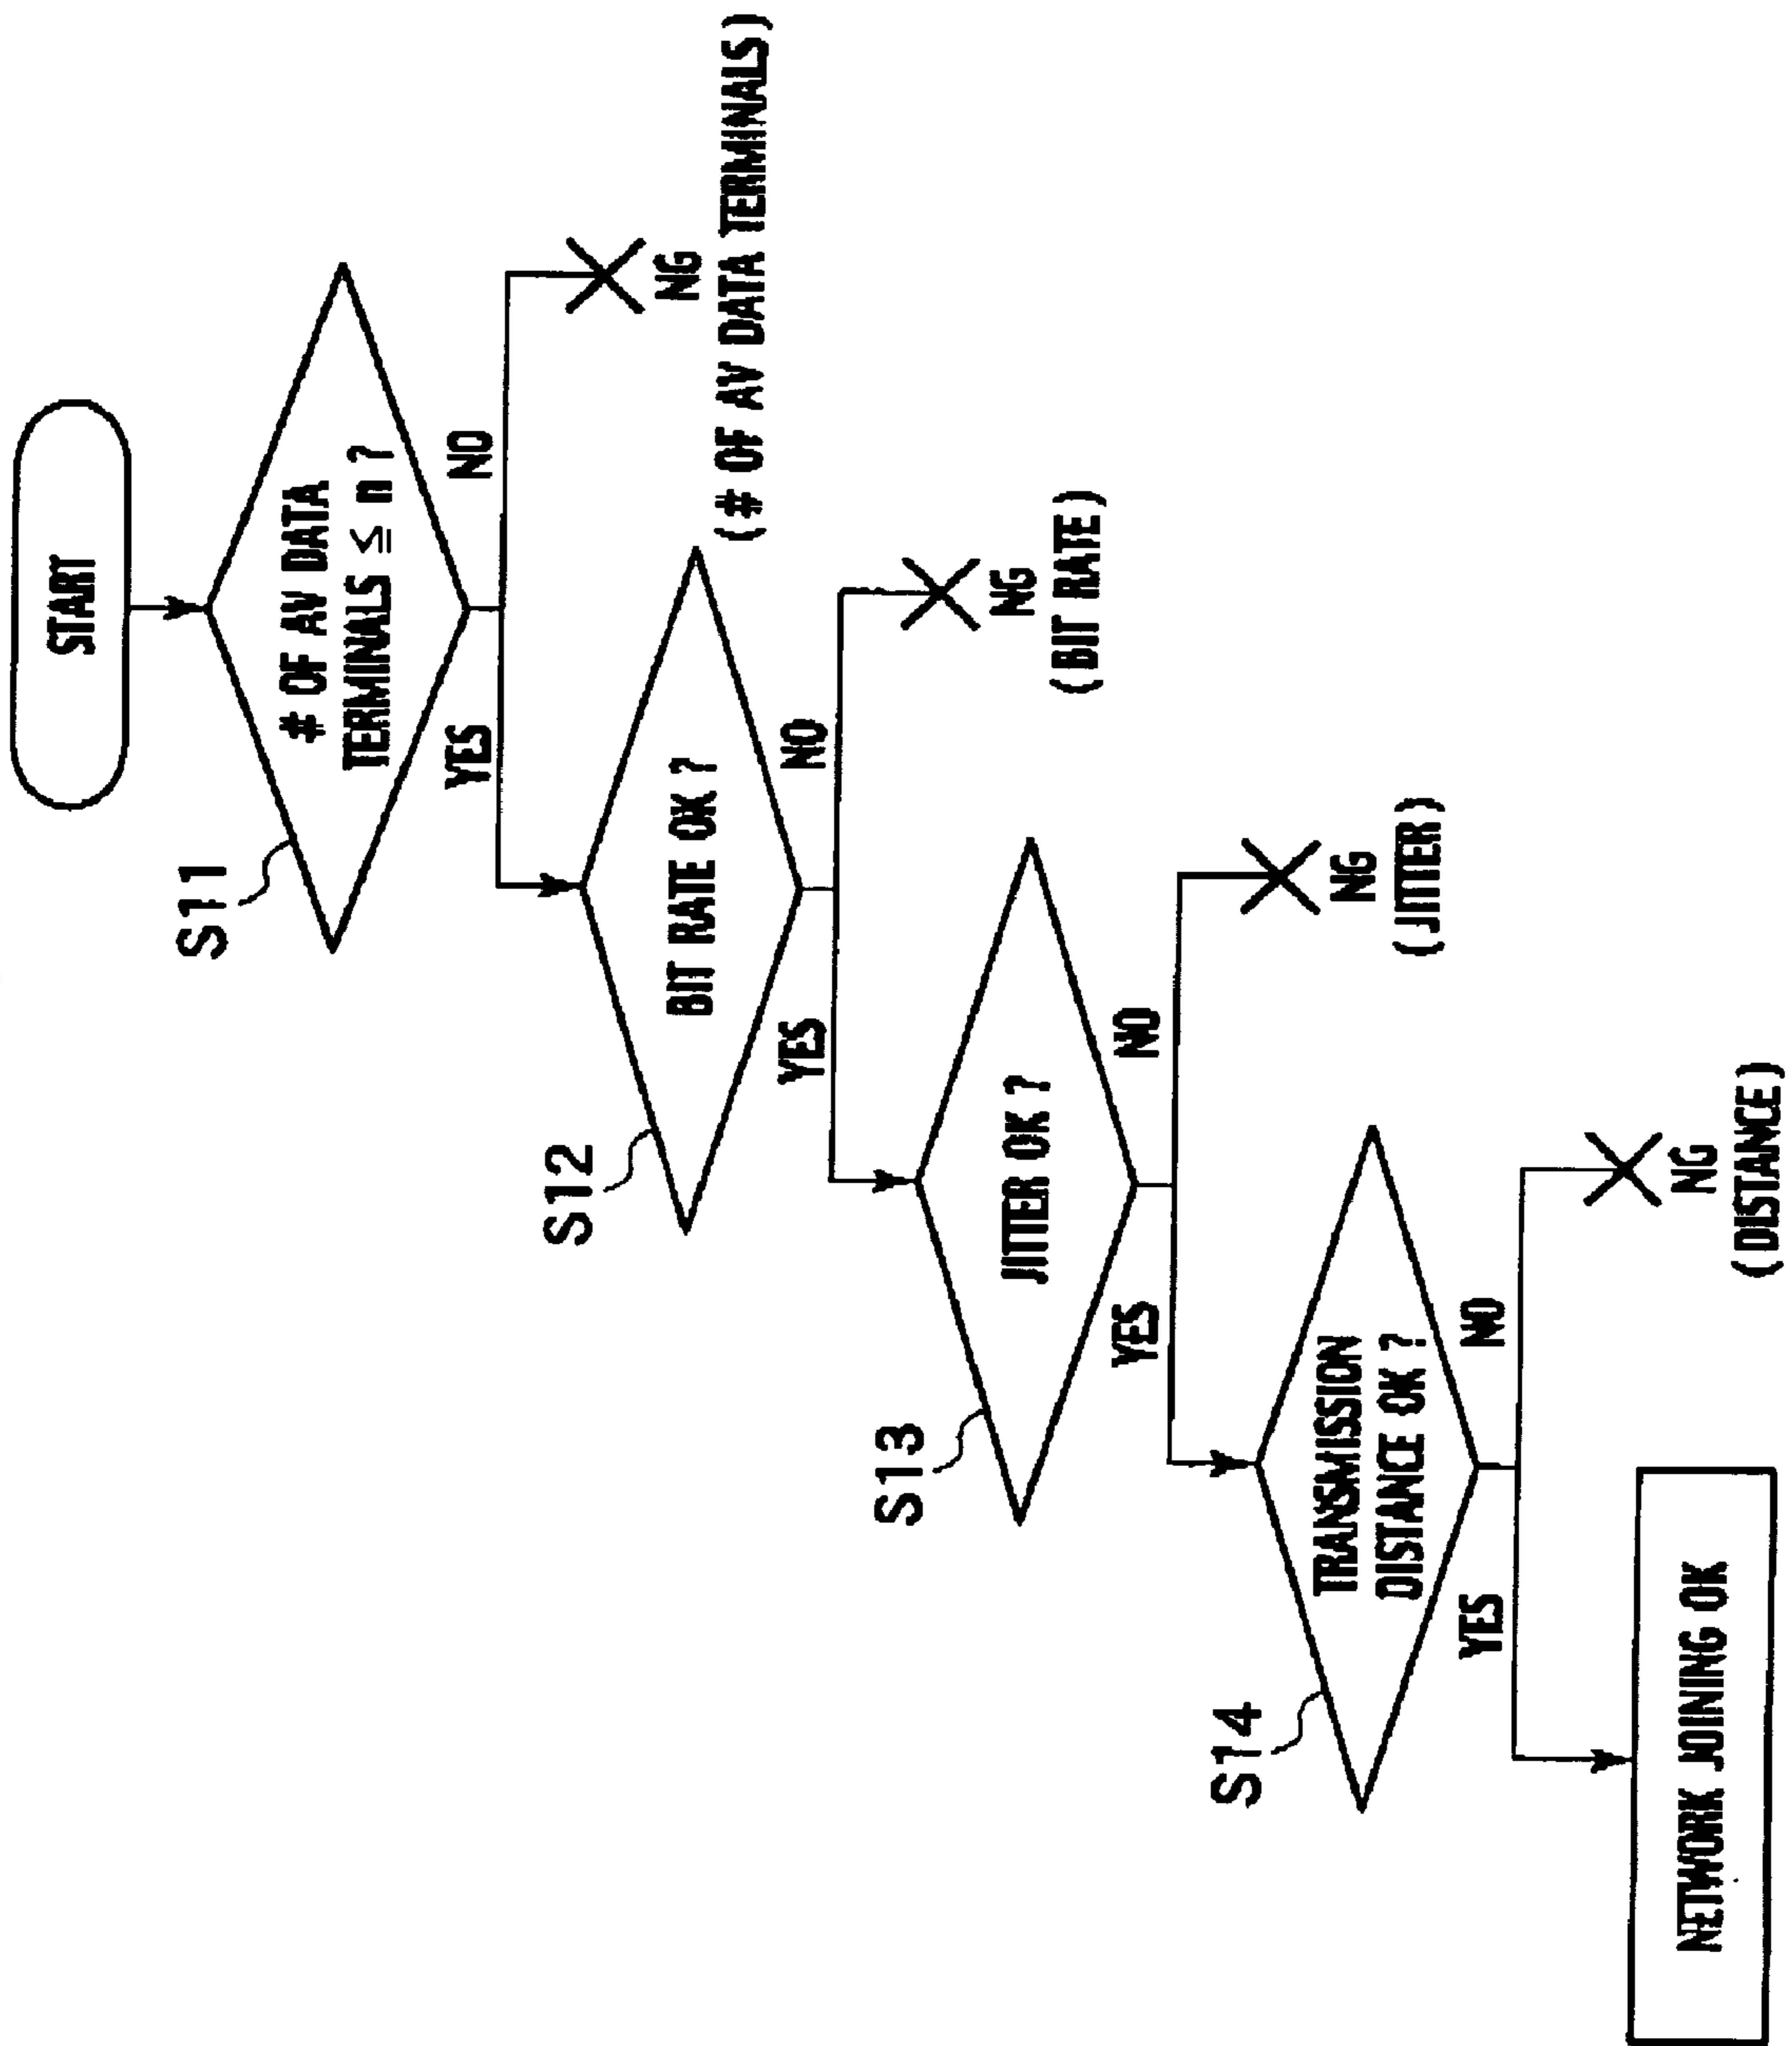 START
S11
# OF AV DATA
TERMINALS ≦ n ?
YES
NO
NG
( # OF AV DATA TERMINALS)
S12
BIT RATE OK ?
YES
NO
NG
(BIT RATE)
S13
JITTER OK ?
YES
NO
NG
(JITTER)
S14
TRANSMISSION
DISTANCE OK ?
YES
NO
NG
(DISTANCE)
NETWORK JOINING OK